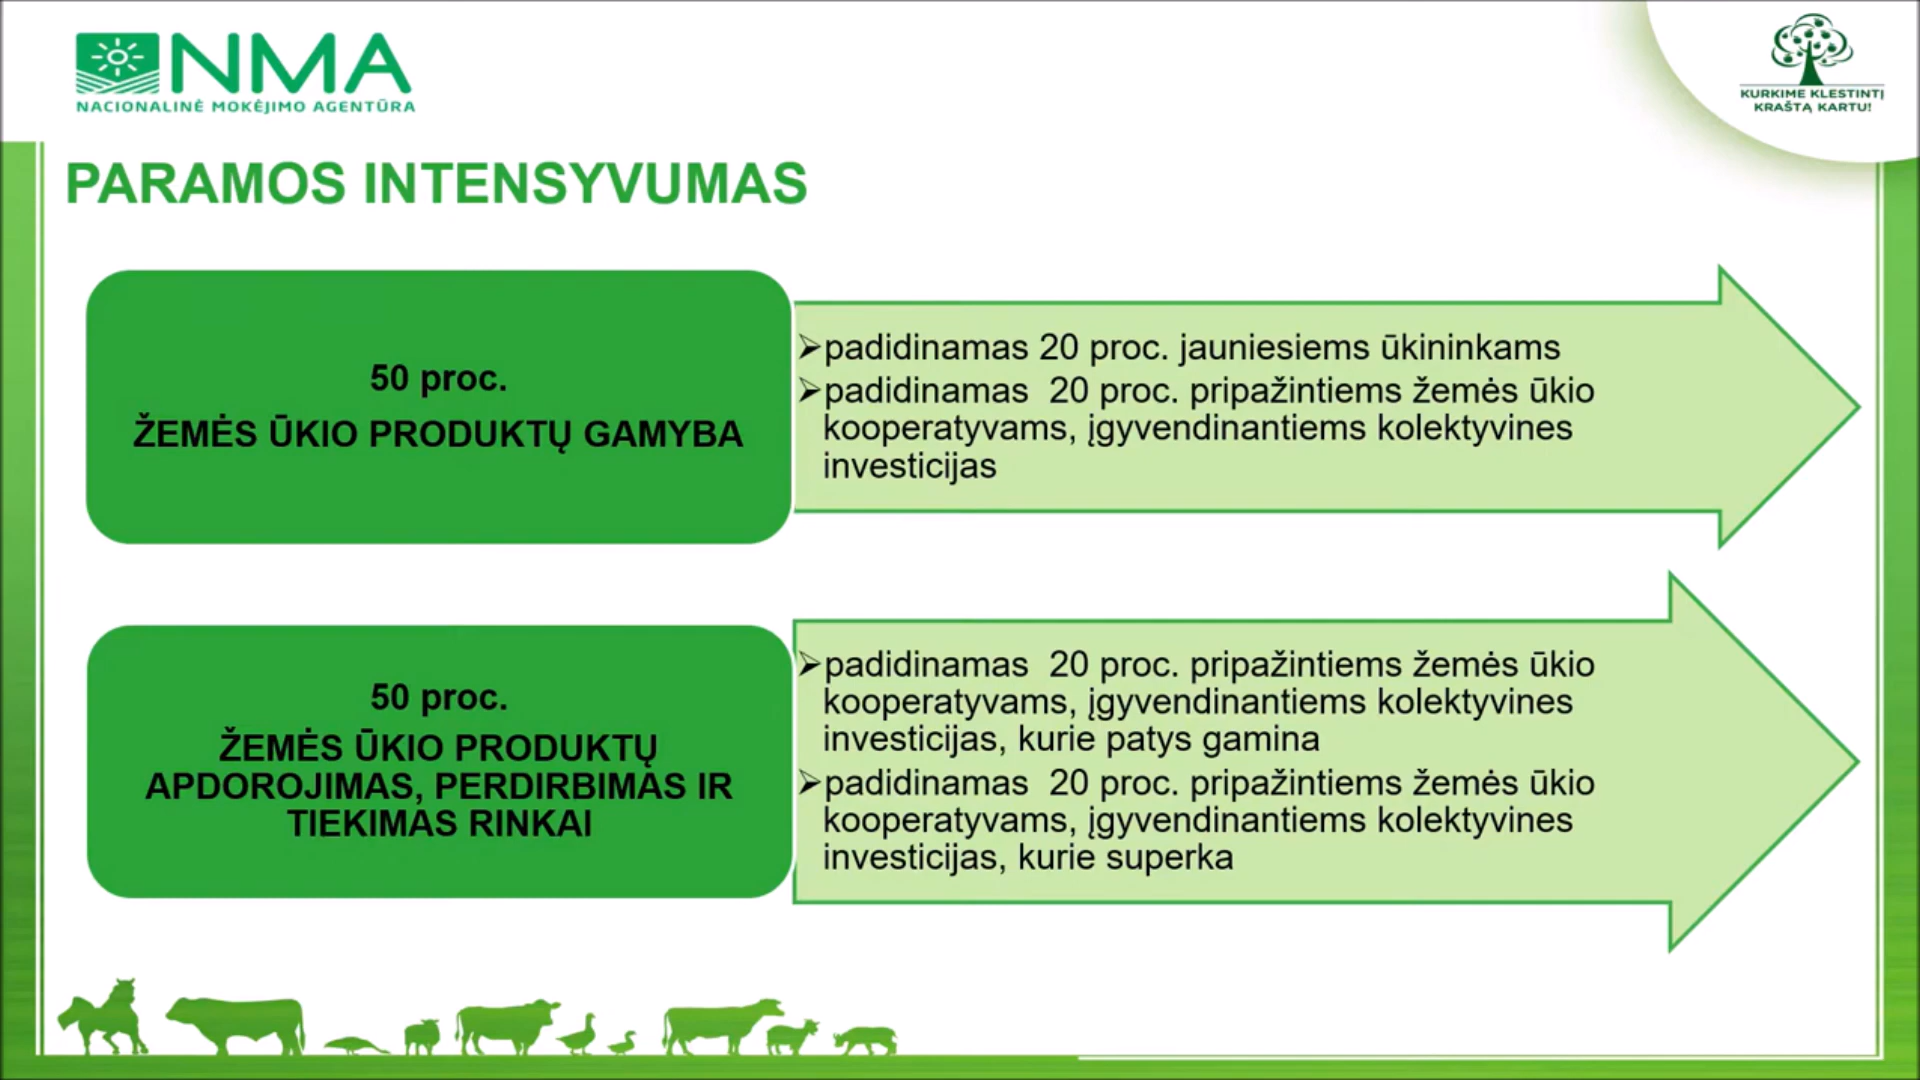 NMA
NACIONALINĖ MOKĖJIMO AGENTŪRA
KURKIME KLESTINTĮ
KRAŠTĄ KARTU!
PARAMOS INTENSYVUMAS
50 proc.
ŽEMĖS ŪKIO PRODUKTŲ GAMYBA
➢padidinamas 20 proc. jauniesiems ūkininkams
➢padidinamas 20 proc. pripažintiems žemės ūkio
kooperatyvams, įgyvendinantiems kolektyvines
investicijas
50 proc.
ŽEMĖS ŪKIO PRODUKTŲ
APDOROJIMAS, PERDIRBIMAS IR
TIEKIMAS RINKAI
➢padidinamas 20 proc. pripažintiems žemės ūkio
kooperatyvams, įgyvendinantiems kolektyvines
investicijas, kurie patys gamina
➢padidinamas 20 proc. pripažintiems žemės ūkio
kooperatyvams, įgyvendinantiems kolektyvines
investicijas, kurie superka